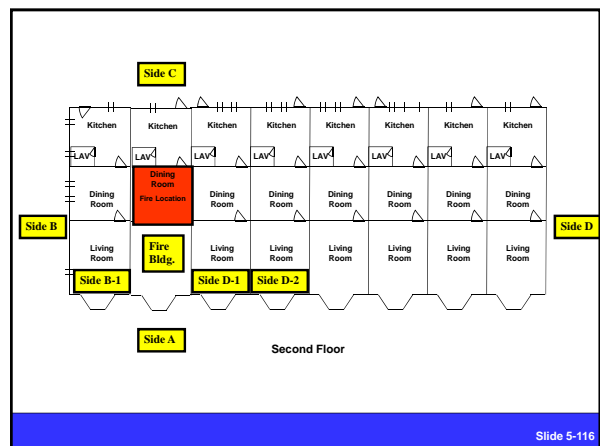 Side C
Kitchen Kitchen Kitchen Kitchen Kitchen Kitchen Kitchen Kitchen
LAV LAV LAV LAV LAV LAV LAV LAV
Dining Room
Fire Location
Dining Room Dining Room Dining Room Dining Room Dining Room Dining Room Dining Room
Side B
Side D
Living Room
Fire Bldg.
Living Room Living Room Living Room Living Room Living Room Living Room
Side B-1
Side D-1
Side D-2
Side A
Second Floor
Slide 5-116